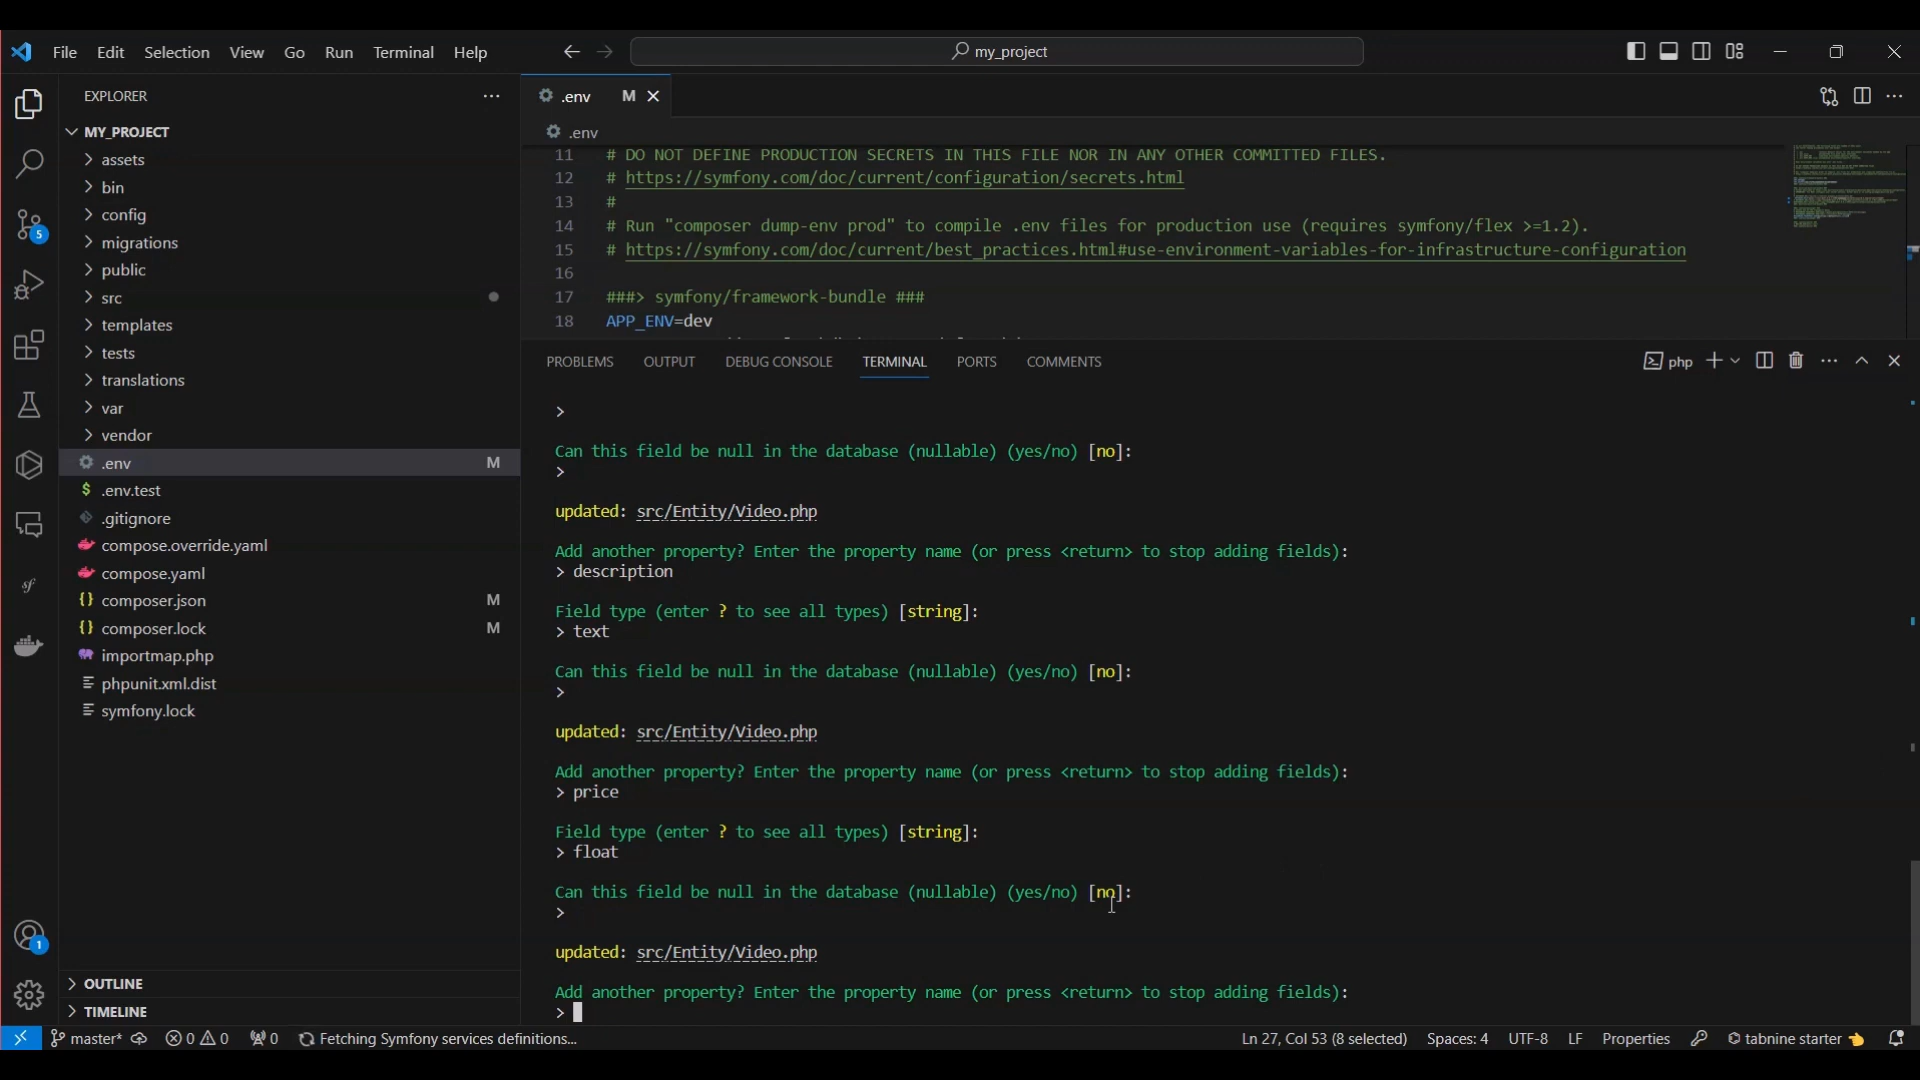 File Edit Selection View Go Run Terminal Help
my_project
EXPLORER
MY_PROJECT
assets
bin
config
migrations
public
src
templates
tests
translations
var
vendor
.env M
.env.test
.gitignore
compose.override.yaml
compose.yaml
composer.json M
composer.lock M
importmap.php
phpunit.xml.dist
symfony.lock
OUTLINE
TIMELINE
5
sf
1
.env M
.env
11 # DO NOT DEFINE PRODUCTION SECRETS IN THIS FILE NOR IN ANY OTHER COMMITTED FILES.
12 # https://symfony.com/doc/current/configuration/secrets.html
13 #
14 # Run "composer dump-env prod" to compile .env files for production use (requires symfony/flex >=1.2).
15 # https://symfony.com/doc/current/best_practices.html#use-environment-variables-for-infrastructure-configuration
16
17 ###> symfony/framework-bundle ###
18 APP_ENV=dev
PROBLEMS OUTPUT DEBUG CONSOLE TERMINAL PORTS COMMENTS
php
>
Can this field be null in the database (nullable) (yes/no) [no]:
>
updated: src/Entity/Video.php
Add another property? Enter the property name (or press <return> to stop adding fields):
> description
Field type (enter ? to see all types) [string]:
> text
Can this field be null in the database (nullable) (yes/no) [no]:
>
updated: src/Entity/Video.php
Add another property? Enter the property name (or press <return> to stop adding fields):
> price
Field type (enter ? to see all types) [string]:
> float
Can this field be null in the database (nullable) (yes/no) [no]:
>
updated: src/Entity/Video.php
Add another property? Enter the property name (or press <return> to stop adding fields):
>
master* 0 0 0 Fetching Symfony services definitions... Ln 27, Col 53 (8 selected) Spaces: 4 UTF-8 LF Properties tabnine starter